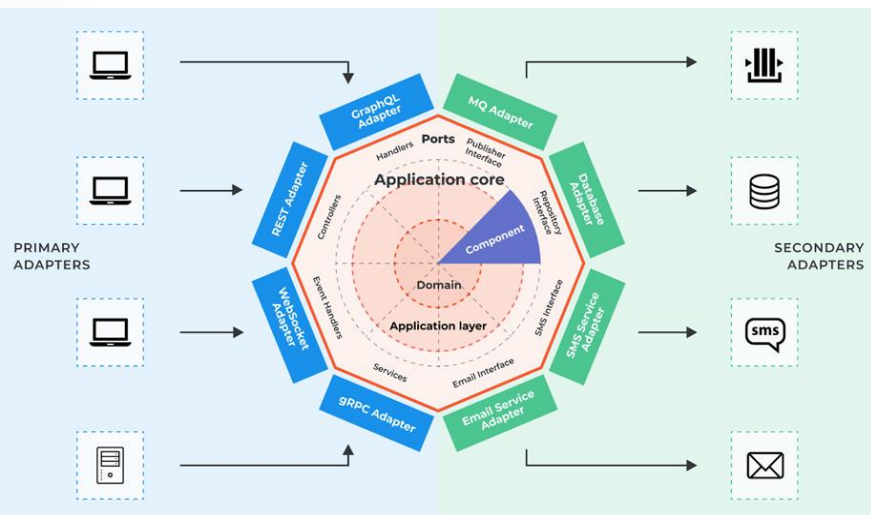 GraphQL
Adapter
MQ Adapter
Ports
Handlers
Publisher
Interface
REST Adapter
Application core
Database
Adapter
Controllers
Repository
Interface
Component
PRIMARY
ADAPTERS
SECONDARY
ADAPTERS
Domain
WebSocket
Adapter
Event Handlers
Application layer
SMS Interface
SMS Service
Adapter
sms
Services
Email Interface
gRPC Adapter
Email Service
Adapter